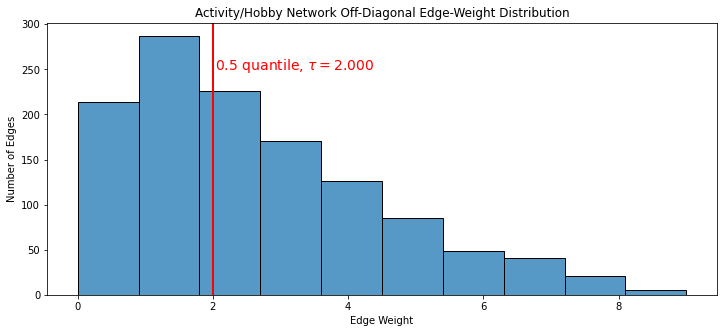 Activity/Hobby Network Off-Diagonal Edge-Weight Distribution
300
250
200
150
100
50
0
Number of Edges
0.5 quantile, τ = 2.000
0 2 4 6 8
Edge Weight